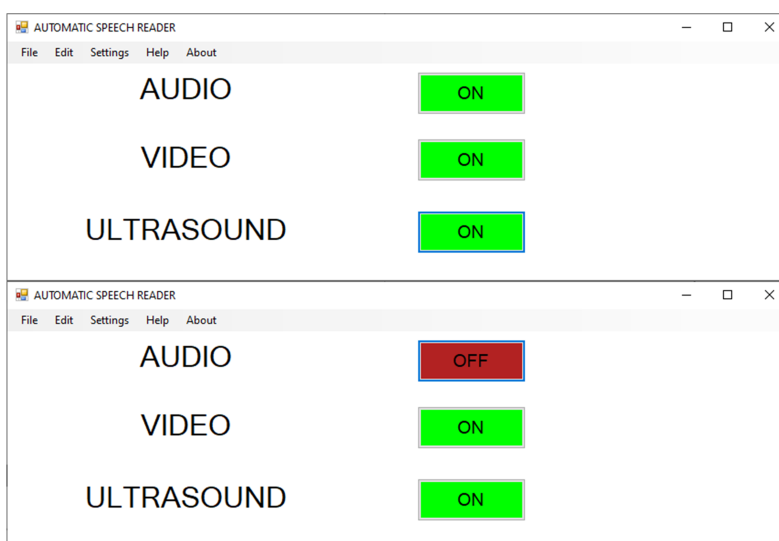 AUTOMATIC SPEECH READER
File Edit Settings Help About
AUDIO ON
VIDEO ON
ULTRASOUND ON
AUTOMATIC SPEECH READER
File Edit Settings Help About
AUDIO OFF
VIDEO ON
ULTRASOUND ON